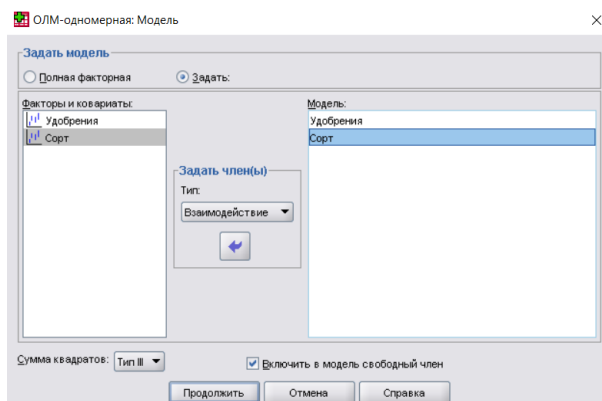 ОЛМ-одномерная: Модель
Задать модель
Полная факторная Задать:
Факторы и ковариаты:
Удобрения
Сорт
Задать член(ы)
Тип:
Взаимодействие
Модель:
Удобрения
Сорт
Сумма квадратов: Тип III
Включить в модель свободный член
Продолжить Отмена Справка